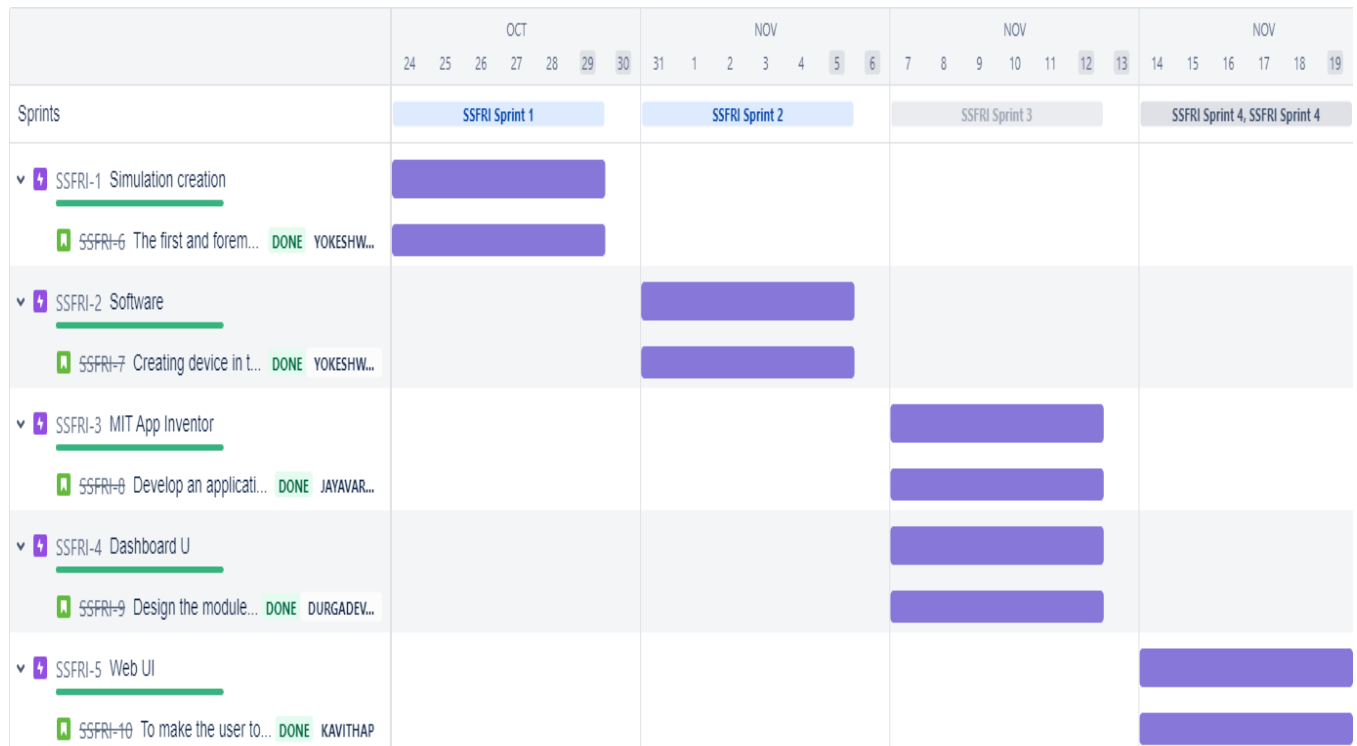 OCT NOV NOV NOV
24 25 26 27 28 29 30 31 1 2 3 4 5 6 7 8 9 10 11 12 13 14 15 16 17 18 19
Sprints SSFRI Sprint 1 SSFRI Sprint 2 SSFRI Sprint 3 SSFRI Sprint 4, SSFRI Sprint 4
SSFRI-1 Simulation creation
SSFRI-6 The first and forem... DONE YOKESHW...
SSFRI-2 Software
SSFRI-7 Creating device in t... DONE YOKESHW...
SSFRI-3 MIT App Inventor
SSFRI-8 Develop an applicati... DONE JAYAVAR...
SSFRI-4 Dashboard U
SSFRI-9 Design the module... DONE DURGADEV...
SSFRI-5 Web UI
SSFRI-10 To make the user to... DONE KAVITHAP